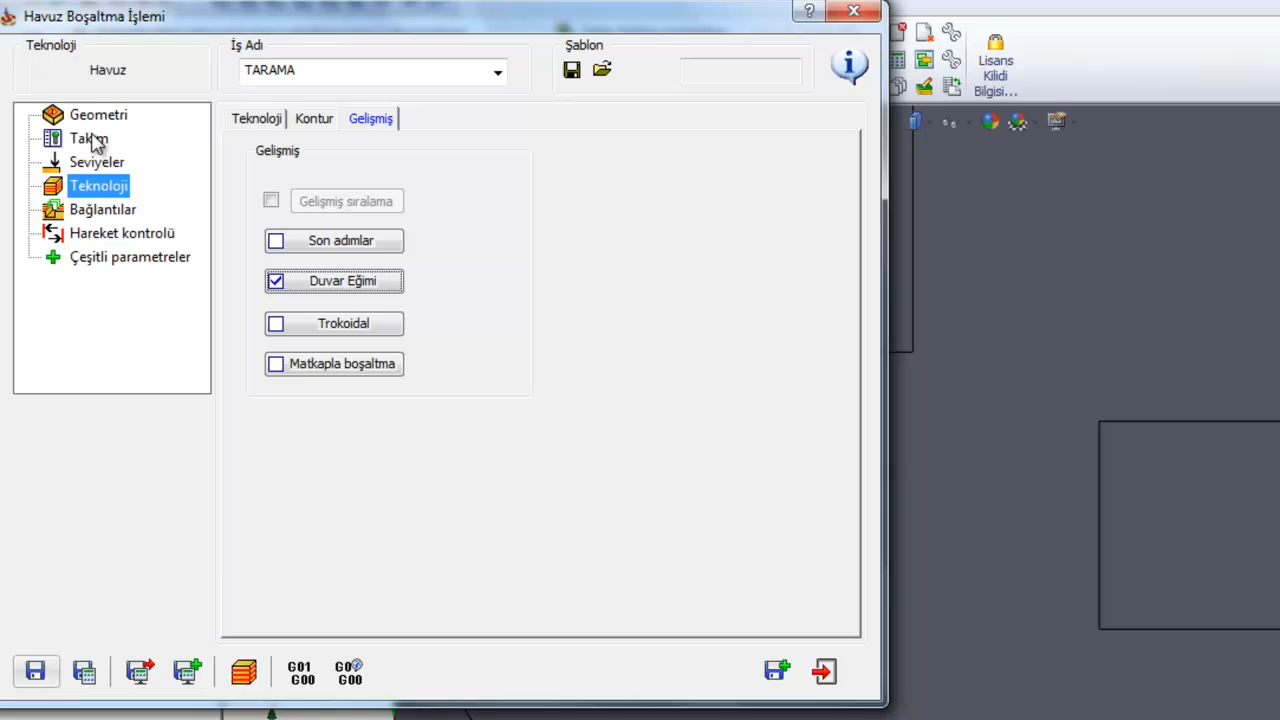 Havuz Boşaltma İşlemi
Teknoloji
Havuz
İş Adı
TARAMA
Şablon
Lisans
Kilidi
Bilgisi...
Geometri
Takım
Seviyeler
Teknoloji
Bağlantılar
Hareket kontrolü
Çeşitli parametreler
Teknoloji
Kontur
Gelişmiş
Gelişmiş
Gelişmiş sıralama
Son adımlar
Duvar Eğimi
Trokoidal
Matkapla boşaltma
G01
G00
G00